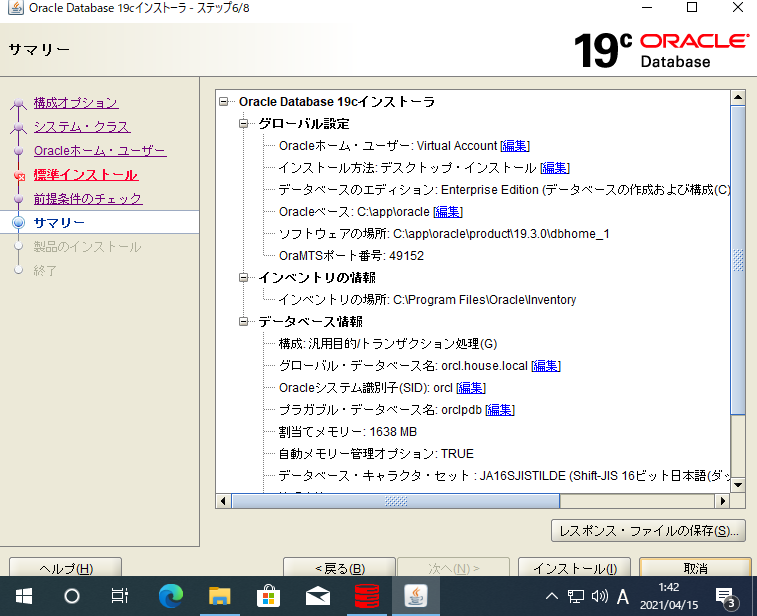 Oracle Database 19cインストーラ - ステップ6/8
サマリー
19c ORACLE
Database
構成オプション
システム・クラス
Oracleホーム・ユーザー
標準インストール
前提条件のチェック
サマリー
製品のインストール
終了
Oracle Database 19cインストーラ
グローバル設定
Oracleホーム・ユーザー: Virtual Account [編集]
インストール方法: デスクトップ・インストール [編集]
データベースのエディション: Enterprise Edition (データベースの作成および構成(C)
Oracleベース: C:\app\oracle [編集]
ソフトウェアの場所: C:\app\oracle\product\19.3.0\dbhome_1
OraMTSポート番号: 49152
インベントリの情報
インベントリの場所: C:\Program Files\Oracle\Inventory
データベース情報
構成: 汎用目的/トランザクション処理(G)
グローバル・データベース名: orcl.house.local [編集]
Oracleシステム識別子(SID): orcl [編集]
プラガブル・データベース名: orclpdb [編集]
割当てメモリー: 1638 MB
自動メモリー管理オプション: TRUE
データベース・キャラクタ・セット : JA16SJISTILDE (Shift-JIS 16ビット日本語(ダッ
レスポンス・ファイルの保存(S)...
ヘルプ(H)
<戻る(B)
次へ(N)>
インストール(I)
取消
A
1:42
2021/04/15
3